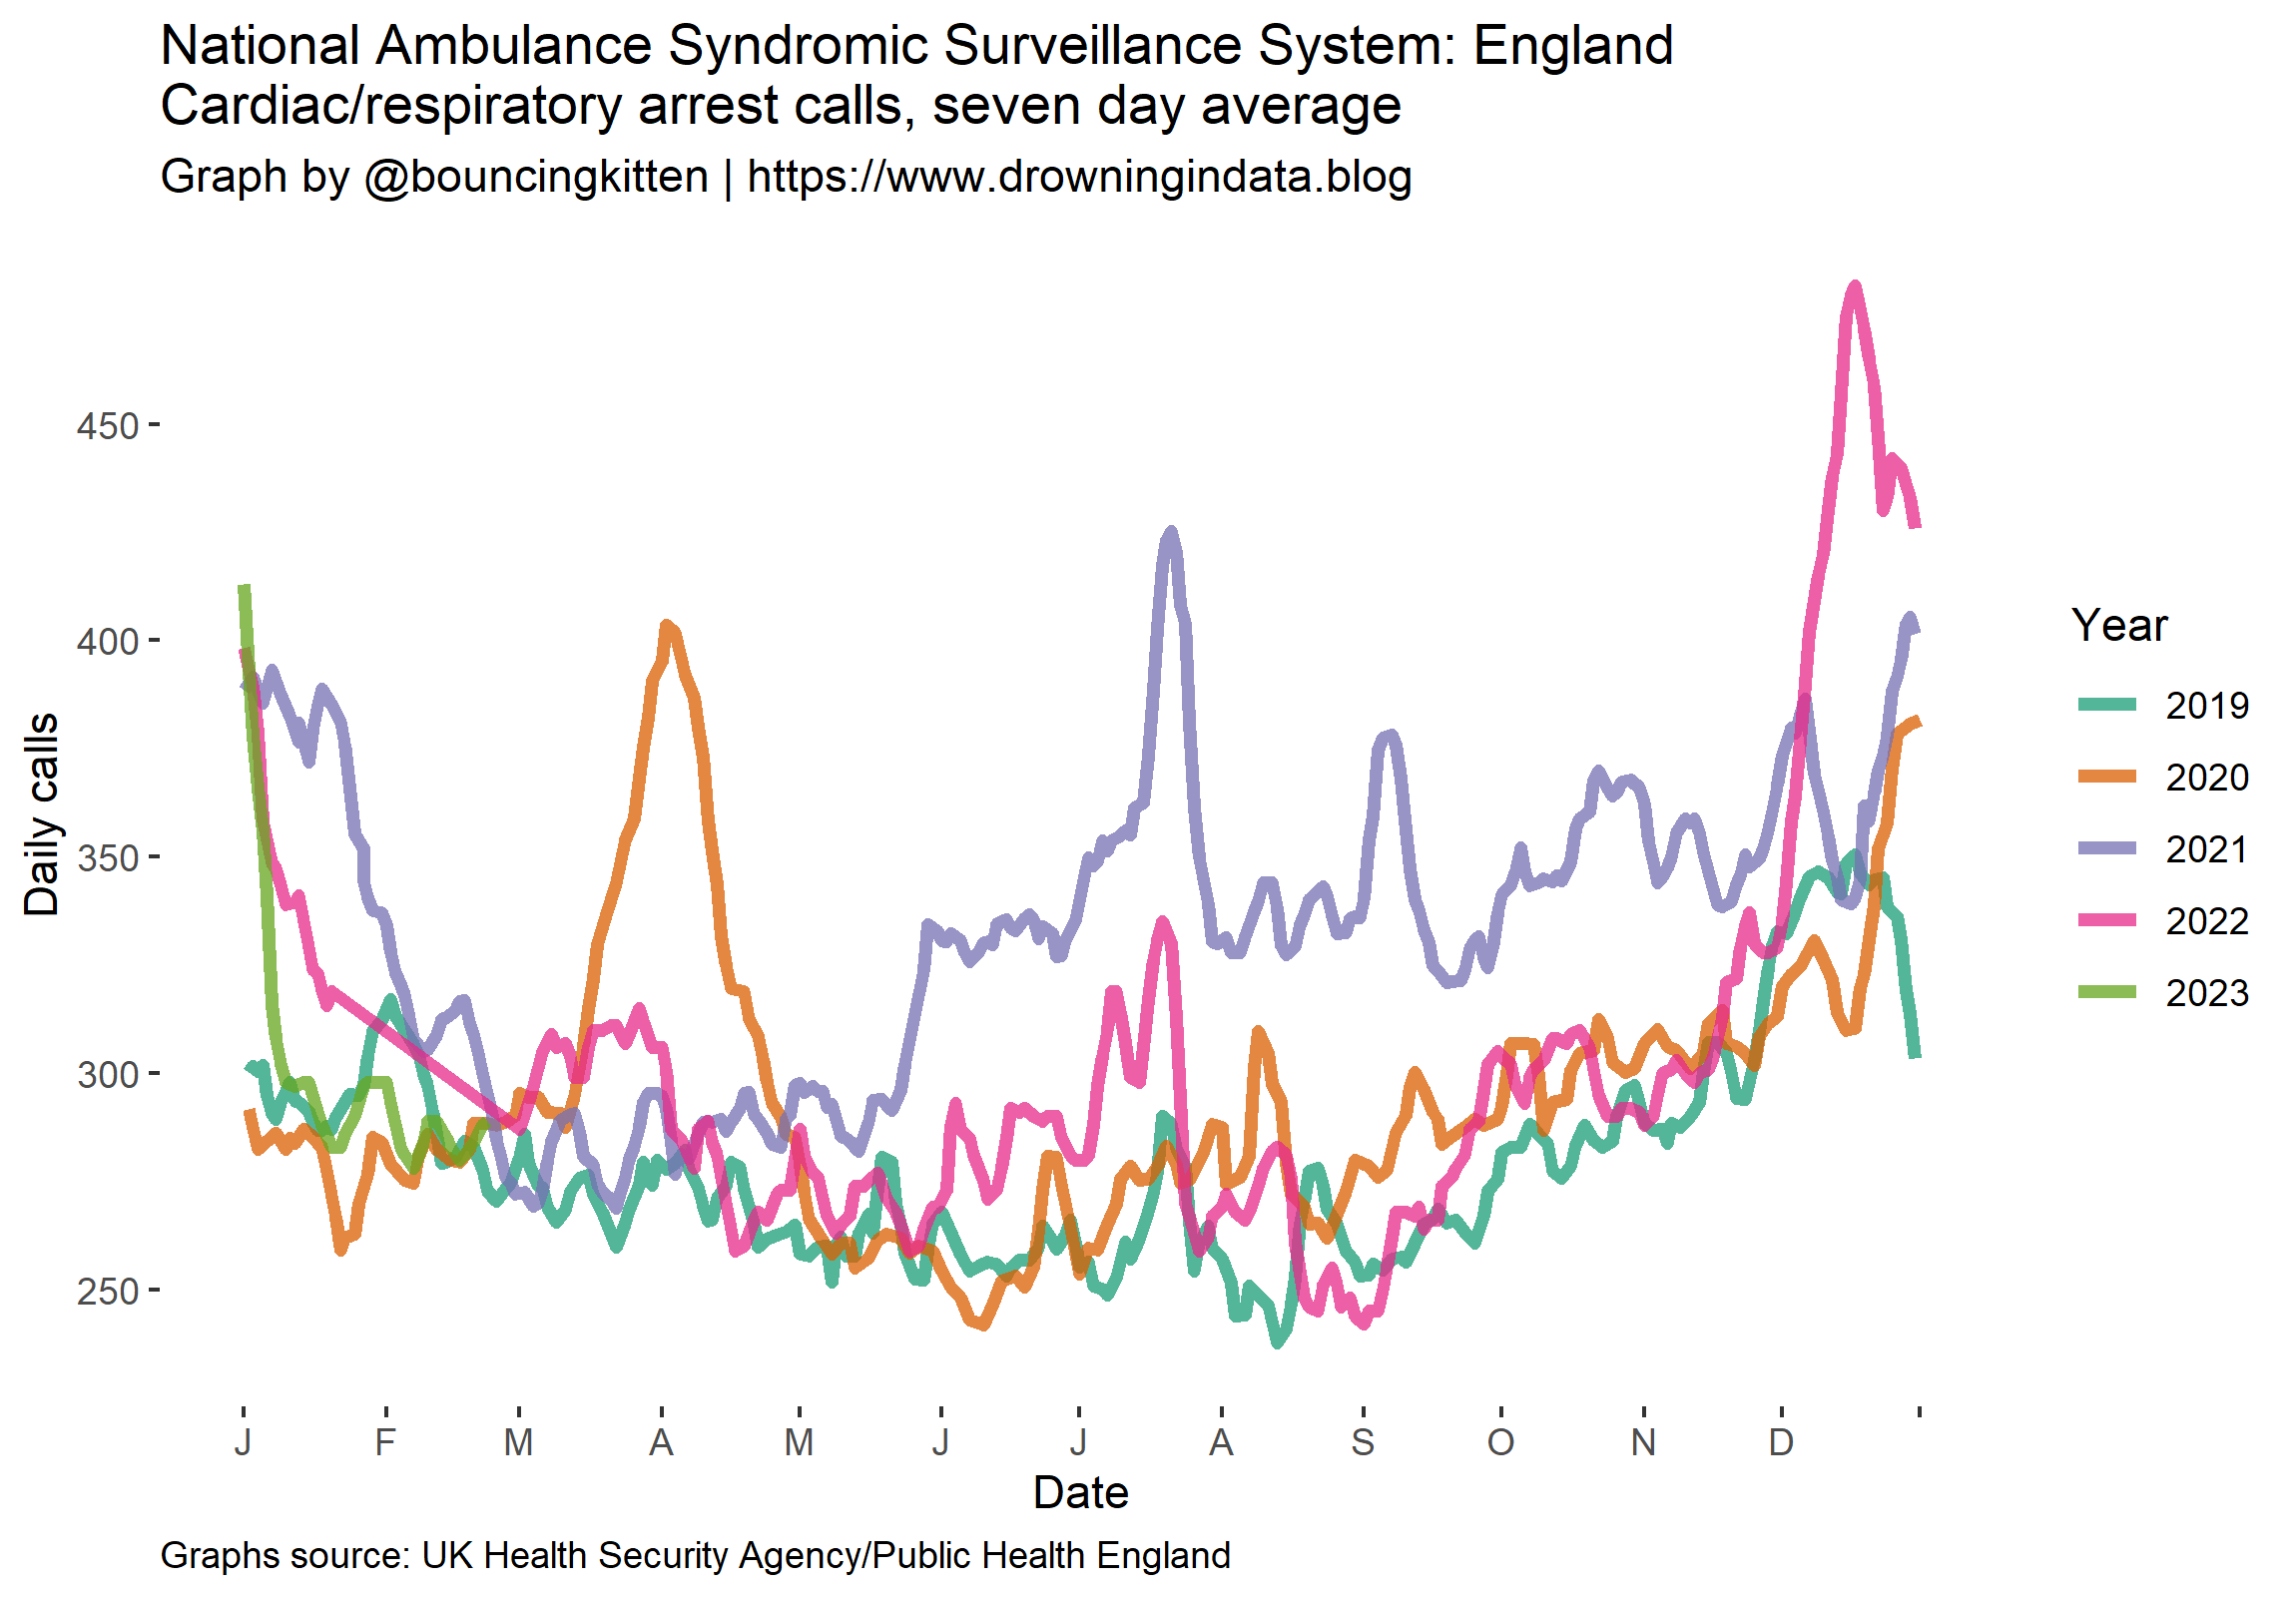 National Ambulance Syndromic Surveillance System: England
Cardiac/respiratory arrest calls, seven day average
Graph by @bouncingkitten | https://www.drowningindata.blog
450
400
350
300
250
Daily calls
J F M A M J J A S O N D
Date
Year
2019
2020
2021
2022
2023
Graphs source: UK Health Security Agency/Public Health England